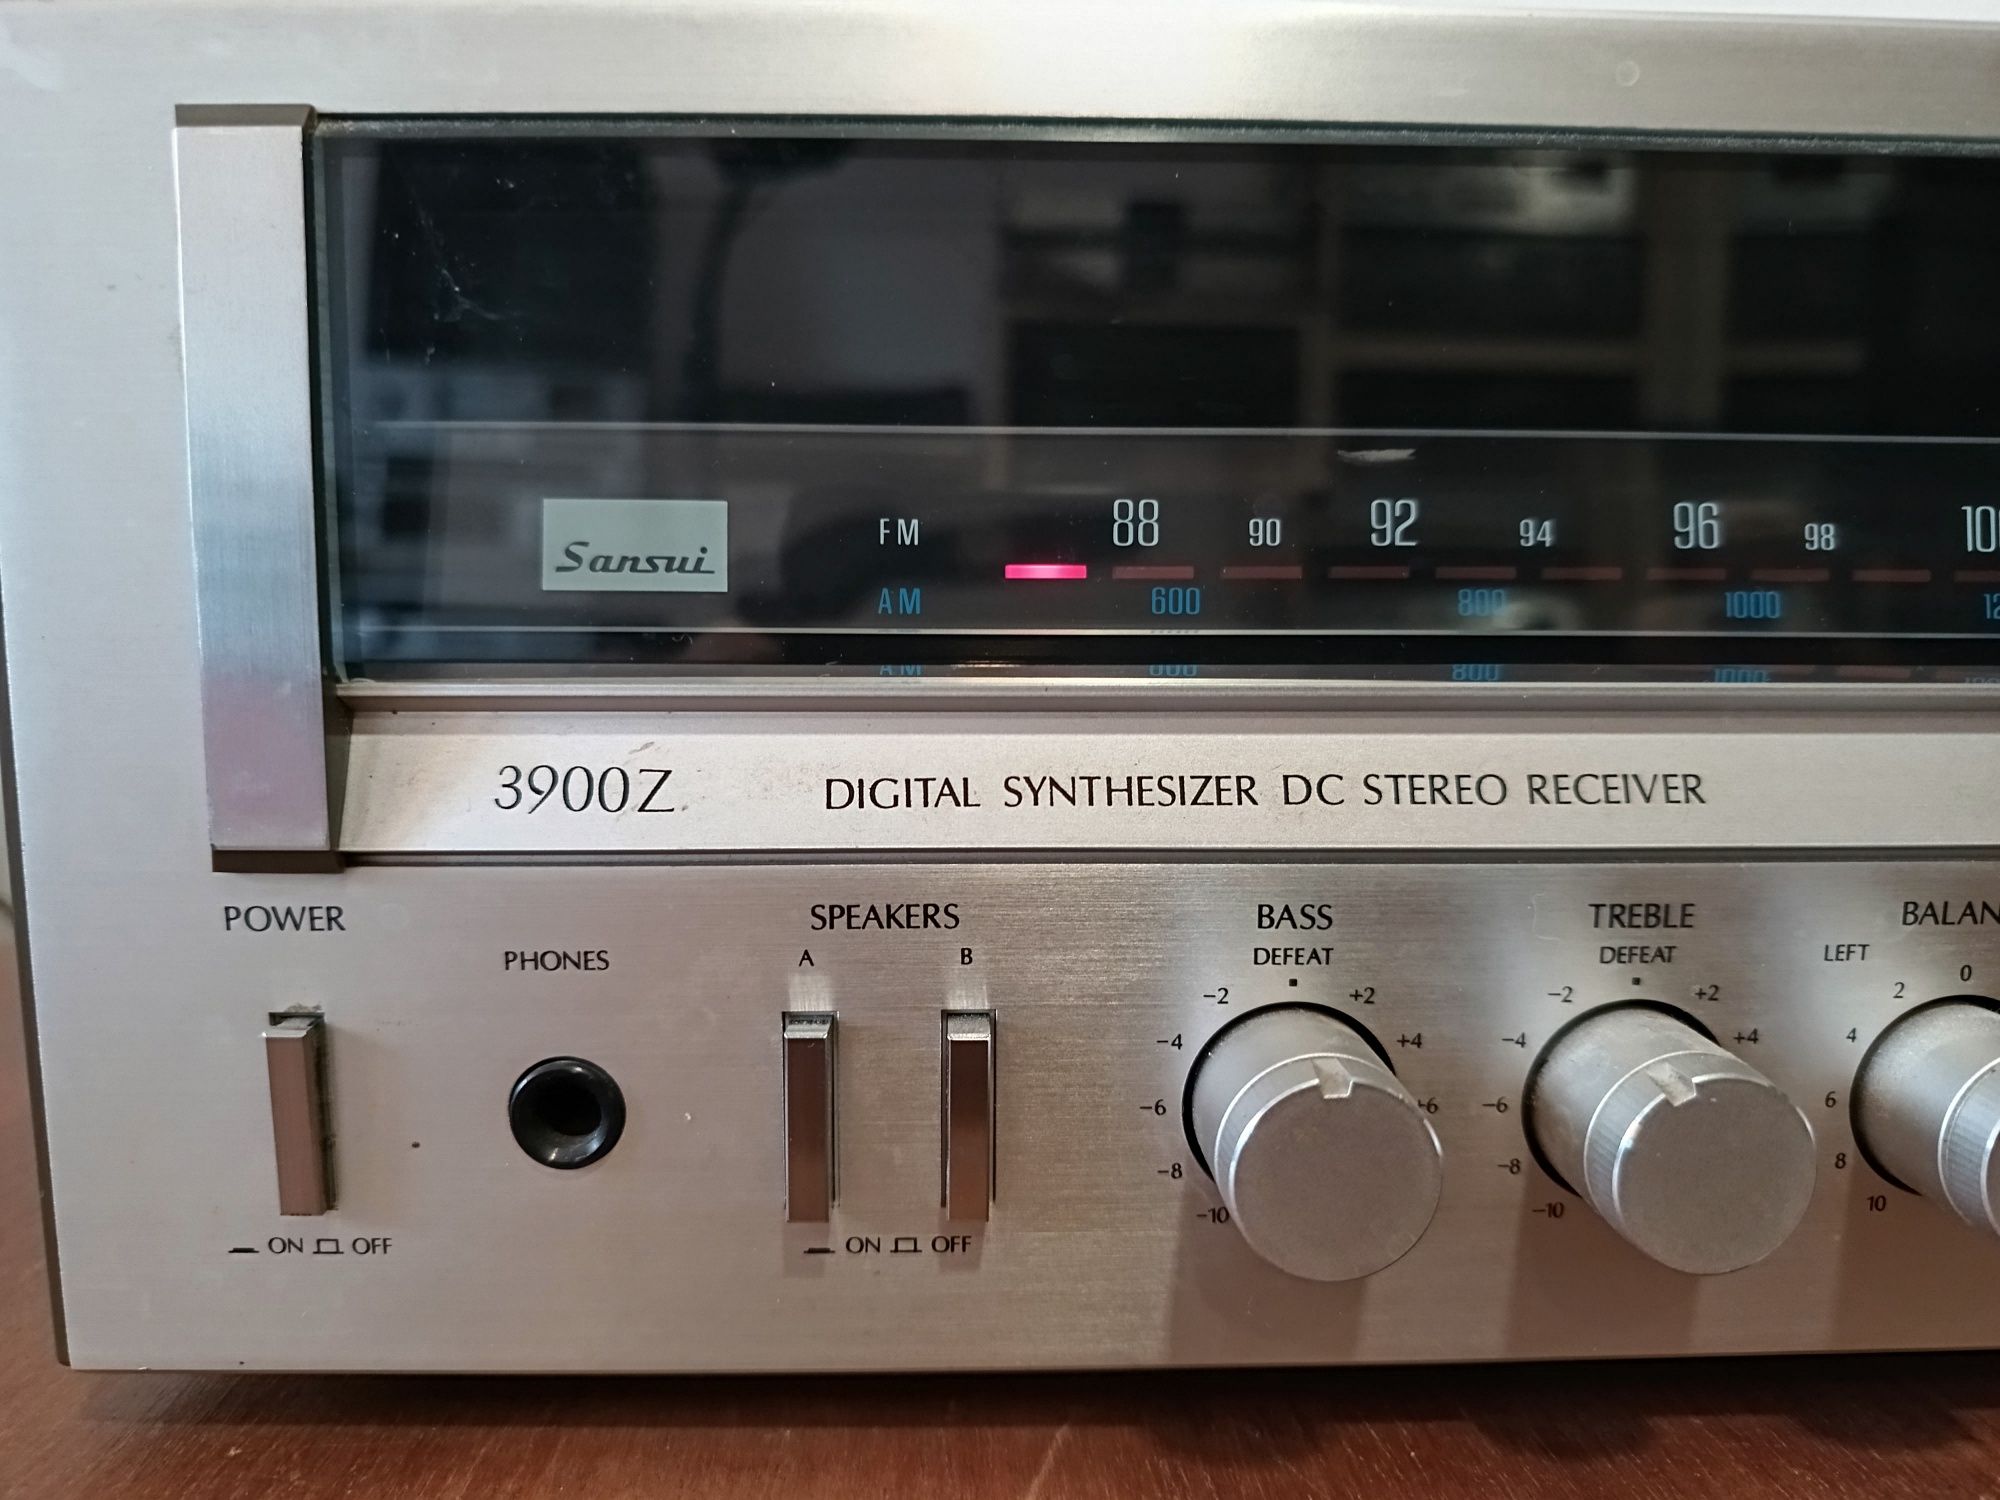 Sansui
FM 88 90 92 94 96 98
AM 600 800 1000
3900Z DIGITAL SYNTHESIZER DC STEREO RECEIVER
POWER
ON OFF
PHONES
SPEAKERS
A B
ON OFF
BASS
DEFEAT
-2 +2
-4 +4
-6 +6
-8
-10
TREBLE
DEFEAT
-2 +2
-4 +4
-6
-8
-10
BALAN
LEFT
0
2
4
6
8
10